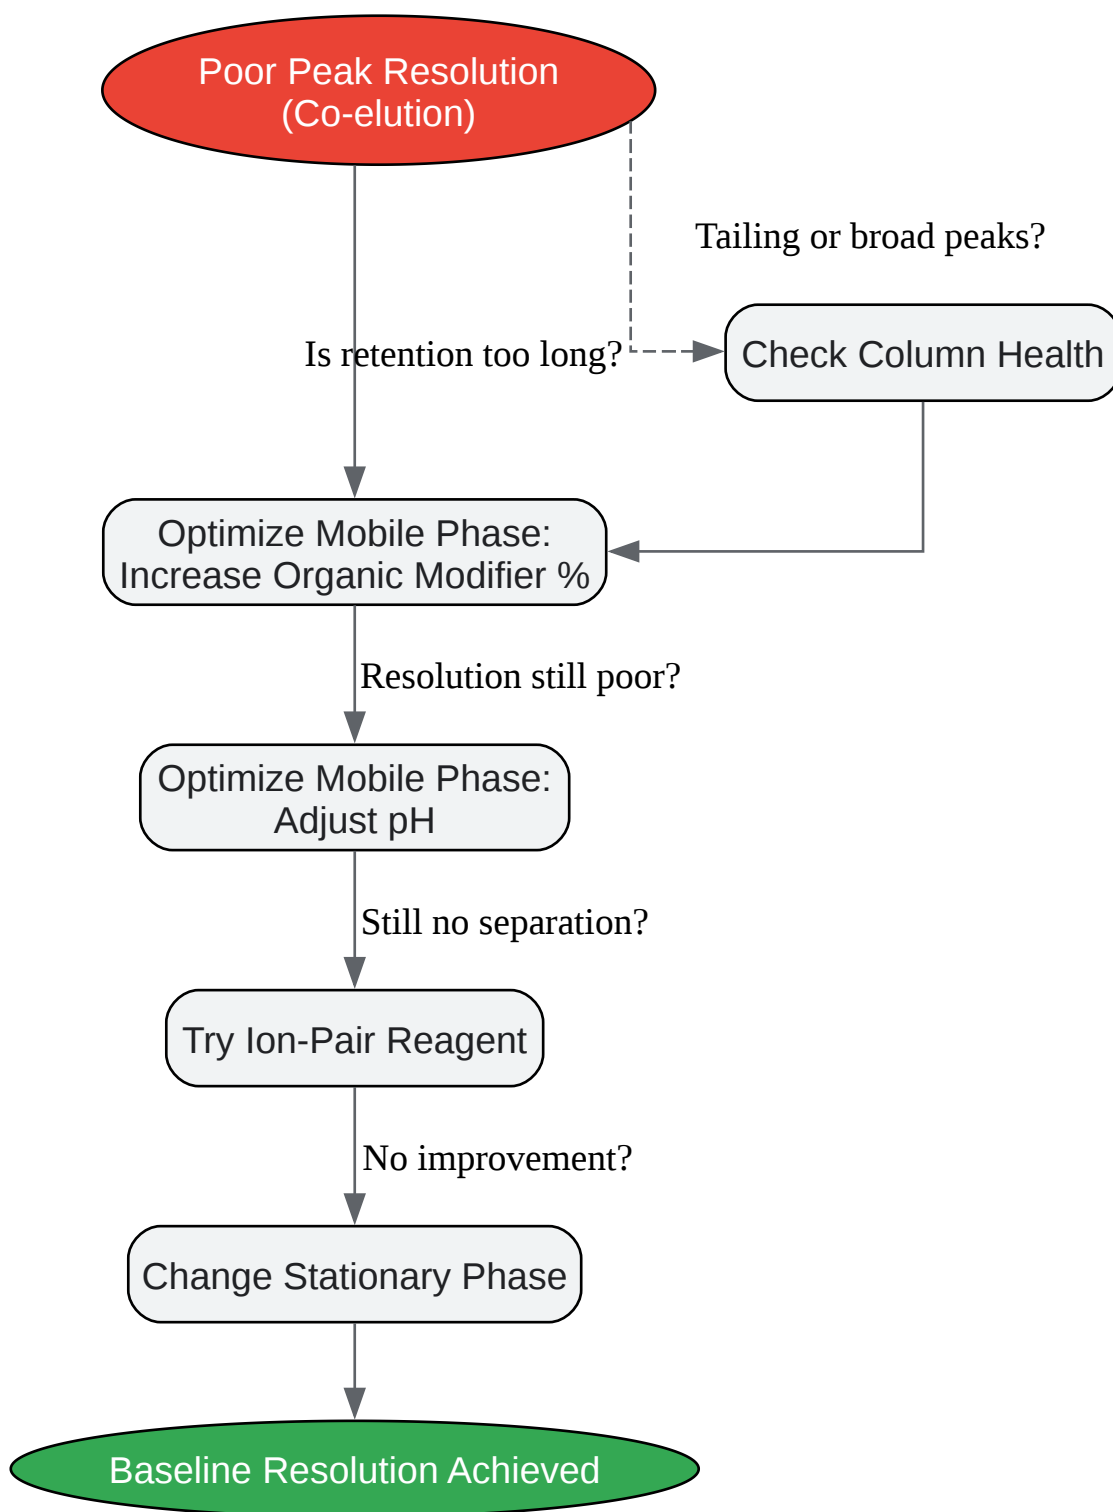 Poor Peak Resolution
(Co-elution)
Tailing or broad peaks?
Is retention too long?
Check Column Health
Optimize Mobile Phase:
Increase Organic Modifier %
Resolution still poor?
Optimize Mobile Phase:
Adjust pH
Still no separation?
Try Ion-Pair Reagent
No improvement?
Change Stationary Phase
Baseline Resolution Achieved